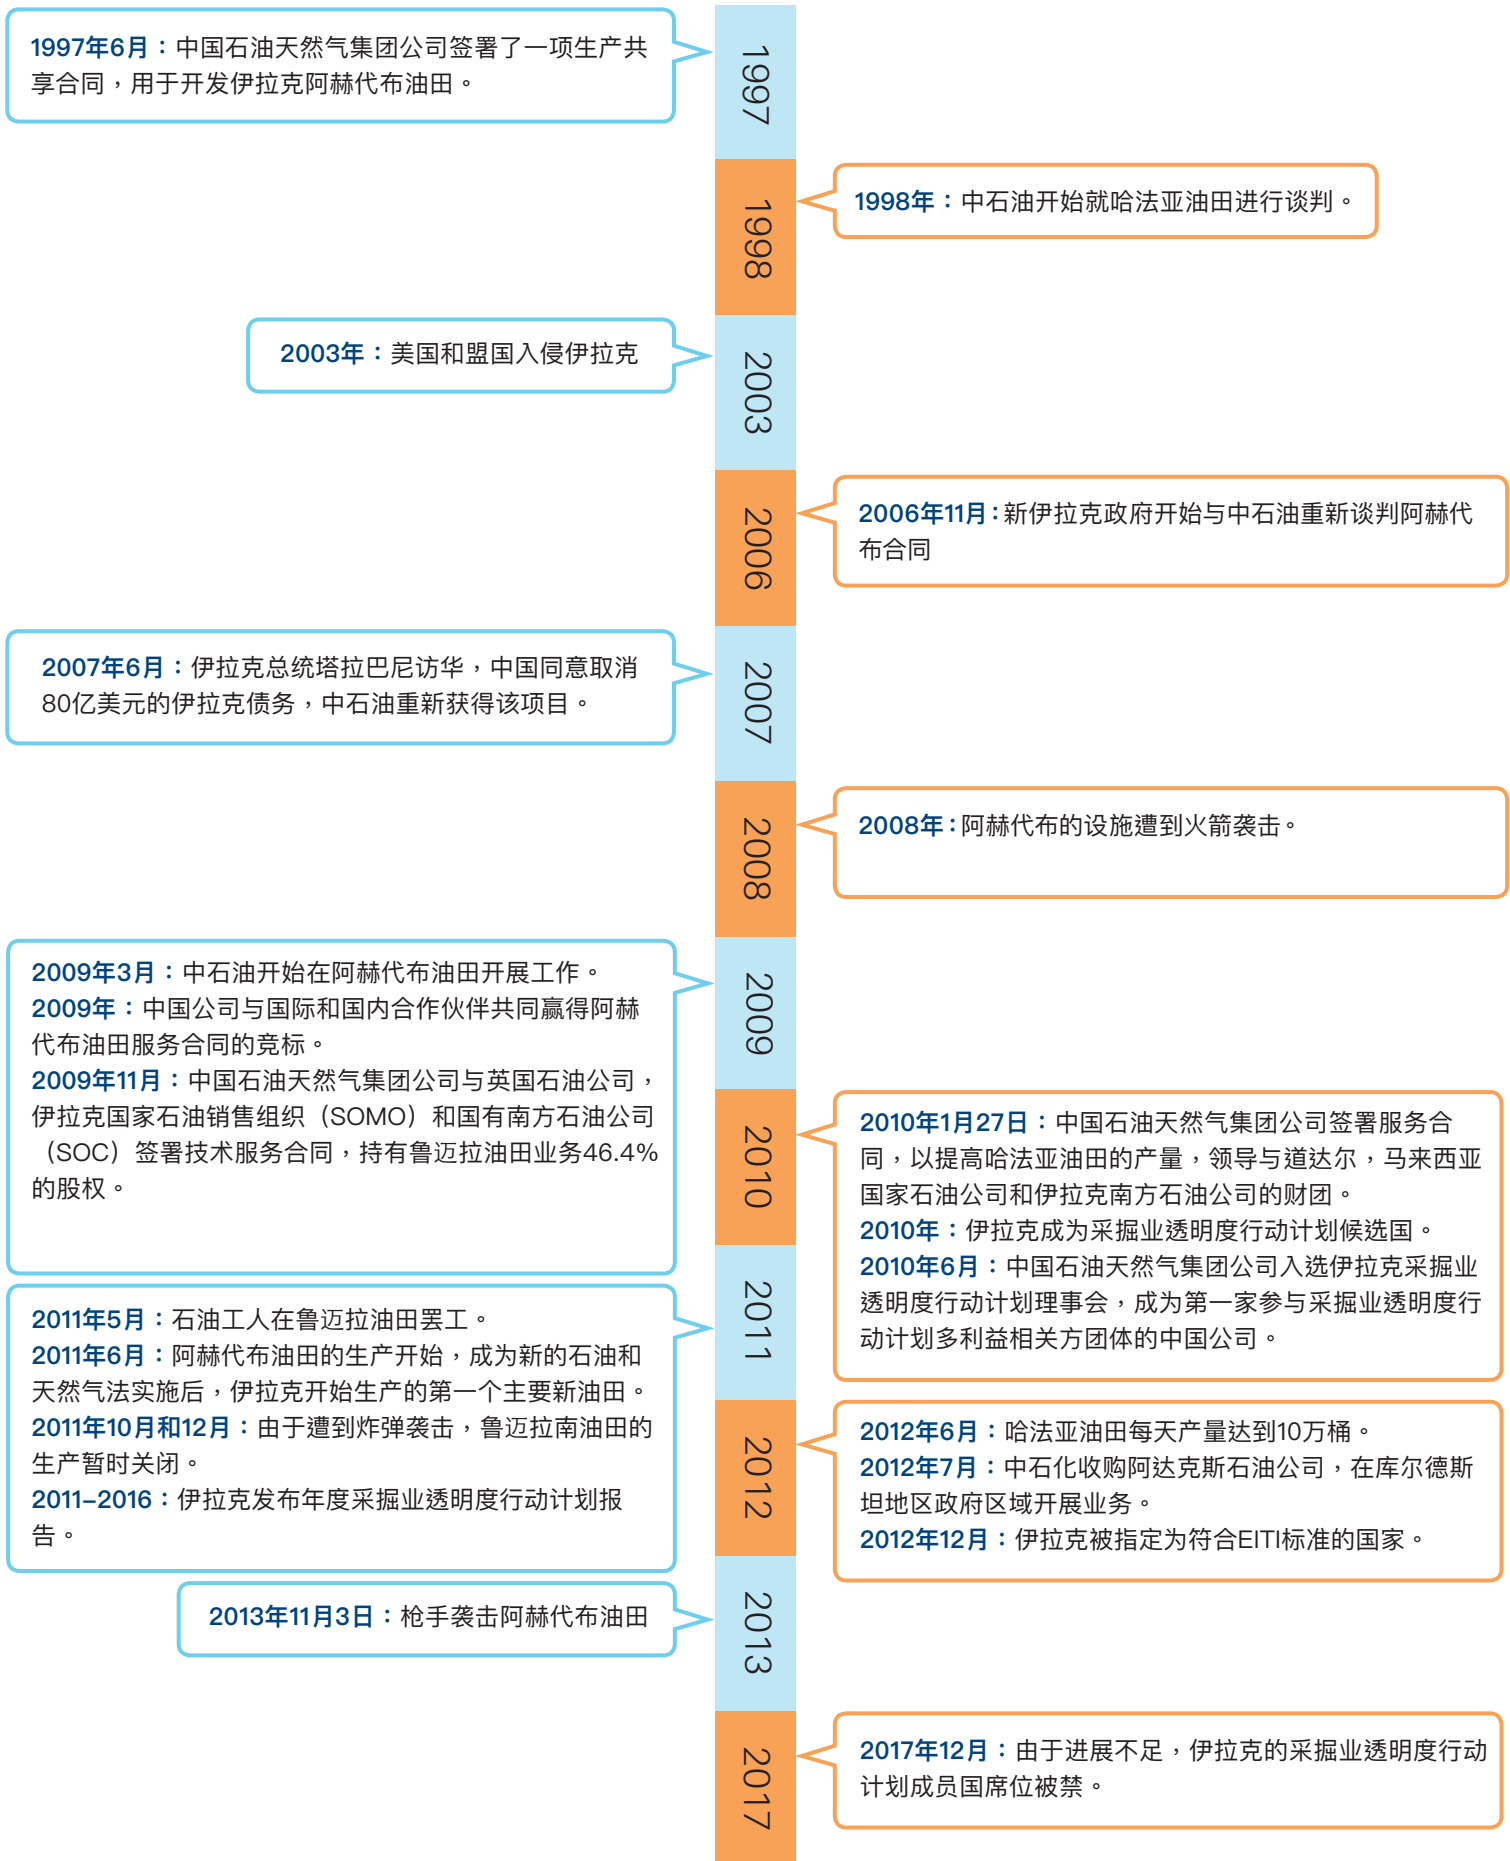 1997年6月：中国石油天然气集团公司签署了一项生产共
享合同，用于开发伊拉克阿赫代布油田。
1997
1998
1998年：中石油开始就哈法亚油田进行谈判。
2003年：美国和盟国入侵伊拉克
2003
2006
2006年11月：新伊拉克政府开始与中石油重新谈判阿赫代
布合同
2007年6月：伊拉克总统塔拉巴尼访华，中国同意取消
80亿美元的伊拉克债务，中石油重新获得该项目。
2007
2008
2008年：阿赫代布的设施遭到火箭袭击。
2009年3月：中石油开始在阿赫代布油田开展工作。
2009年：中国公司与国际和国内合作伙伴共同赢得阿赫
代布油田服务合同的竞标。
2009年11月：中国石油天然气集团公司与英国石油公司，
伊拉克国家石油销售组织（SOMO）和国有南方石油公司
（SOC）签署技术服务合同，持有鲁迈拉油田业务46.4%
的股权。
2009
2010
2010年1月27日：中国石油天然气集团公司签署服务合
同，以提高哈法亚油田的产量，领导与道达尔，马来西亚
国家石油公司和伊拉克南方石油公司的财团。
2010年：伊拉克成为采掘业透明度行动计划候选国。
2010年6月：中国石油天然气集团公司入选伊拉克采掘业
透明度行动计划理事会，成为第一家参与采掘业透明度行
动计划多利益相关方团体的中国公司。
2011年5月：石油工人在鲁迈拉油田罢工。
2011年6月：阿赫代布油田的生产开始，成为新的石油和
天然气法实施后，伊拉克开始生产的第一个主要新油田。
2011年10月和12月：由于遭到炸弹袭击，鲁迈拉南油田的
生产暂时关闭。
2011–2016：伊拉克发布年度采掘业透明度行动计划报
告。
2011
2012
2012年6月：哈法亚油田每天产量达到10万桶。
2012年7月：中石化收购阿达克斯石油公司，在库尔德斯
坦地区政府区域开展业务。
2012年12月：伊拉克被指定为符合EITI标准的国家。
2013年11月3日：枪手袭击阿赫代布油田
2013
2017
2017年12月：由于进展不足，伊拉克的采掘业透明度行动
计划成员国席位被禁。